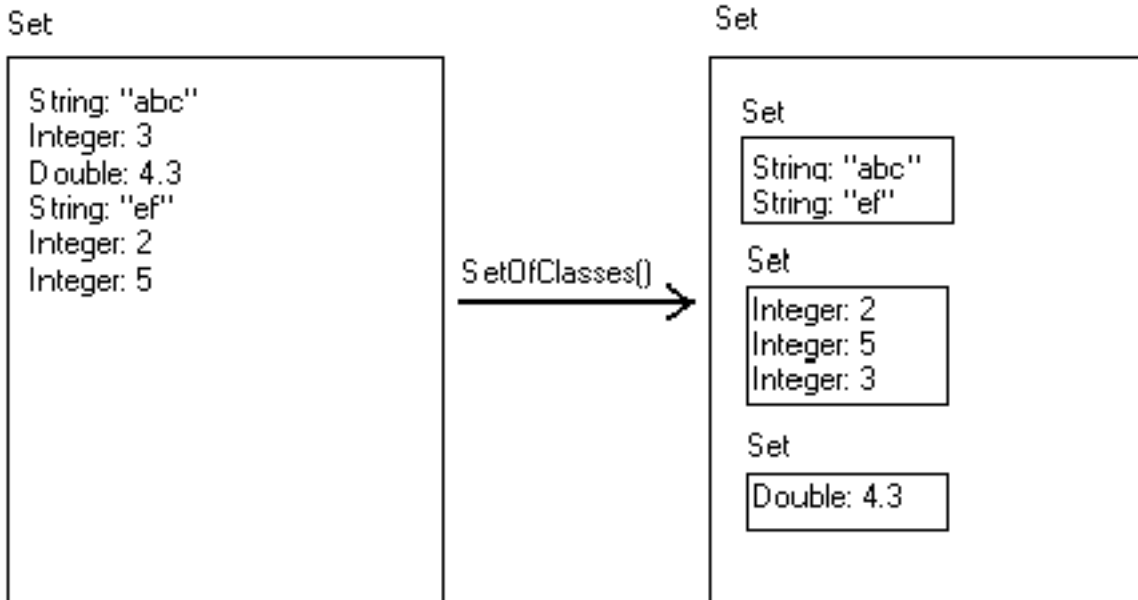 Set
String: "abc"
Integer: 3
Double: 4.3
String: "ef"
Integer: 2
Integer: 5
SetOfClasses()
Set
Set
String: "abc"
String: "ef"
Set
Integer: 2
Integer: 5
Integer: 3
Set
Double: 4.3